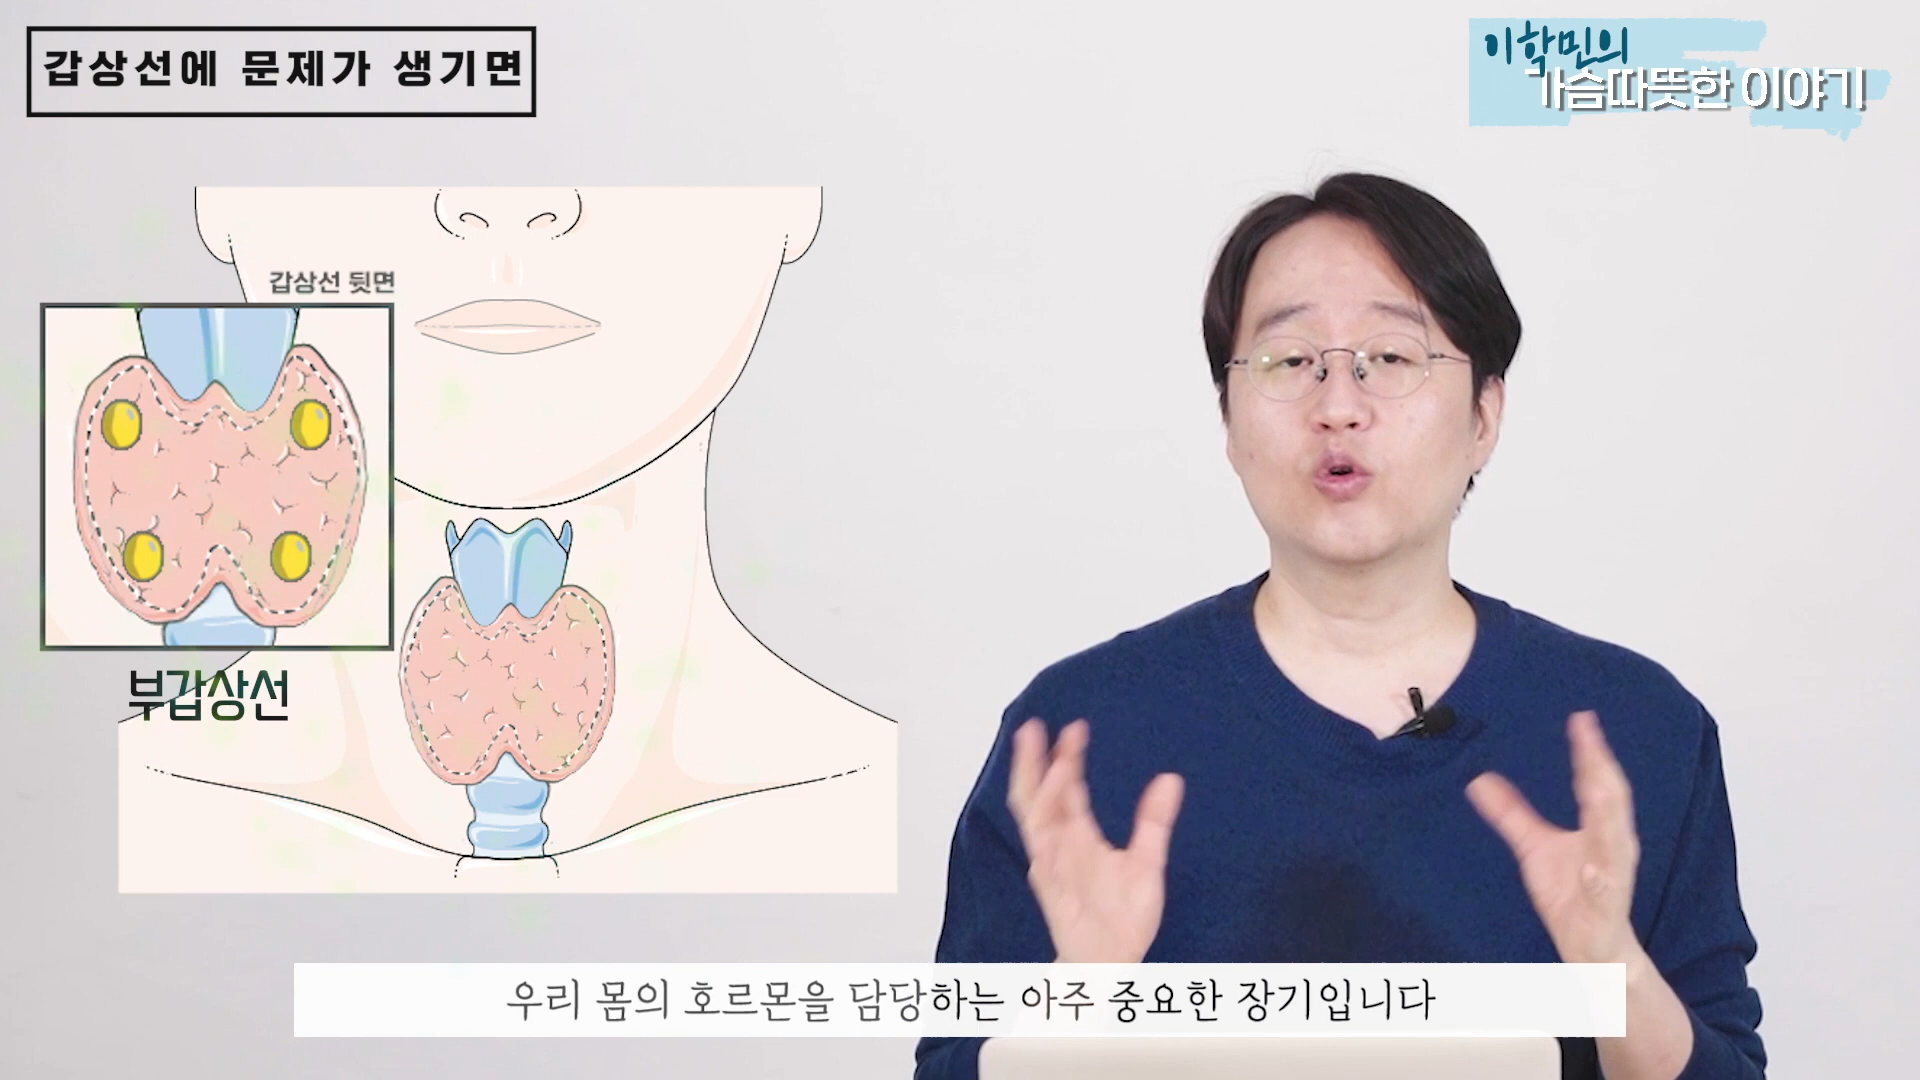 갑상선에 문제가 생기면
이학민의
가슴따뜻한 이야기
갑상선 뒷면
부갑상선
우리 몸의 호르몬을 담당하는 아주 중요한 장기입니다